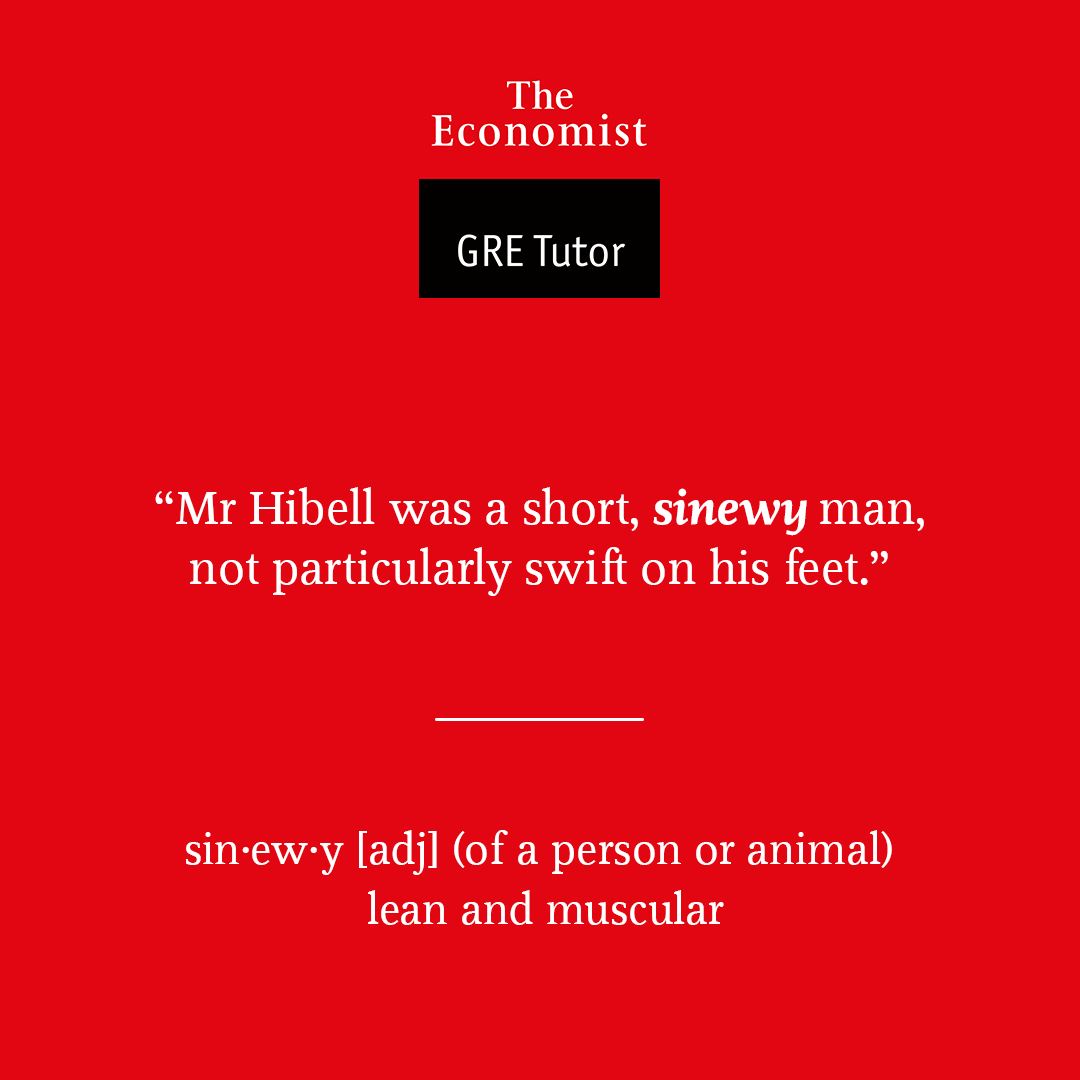 The
Economist
GRE Tutor
“Mr Hibell was a short, sinewy man,
not particularly swift on his feet.”
sin·ew·y [adj] (of a person or animal)
lean and muscular